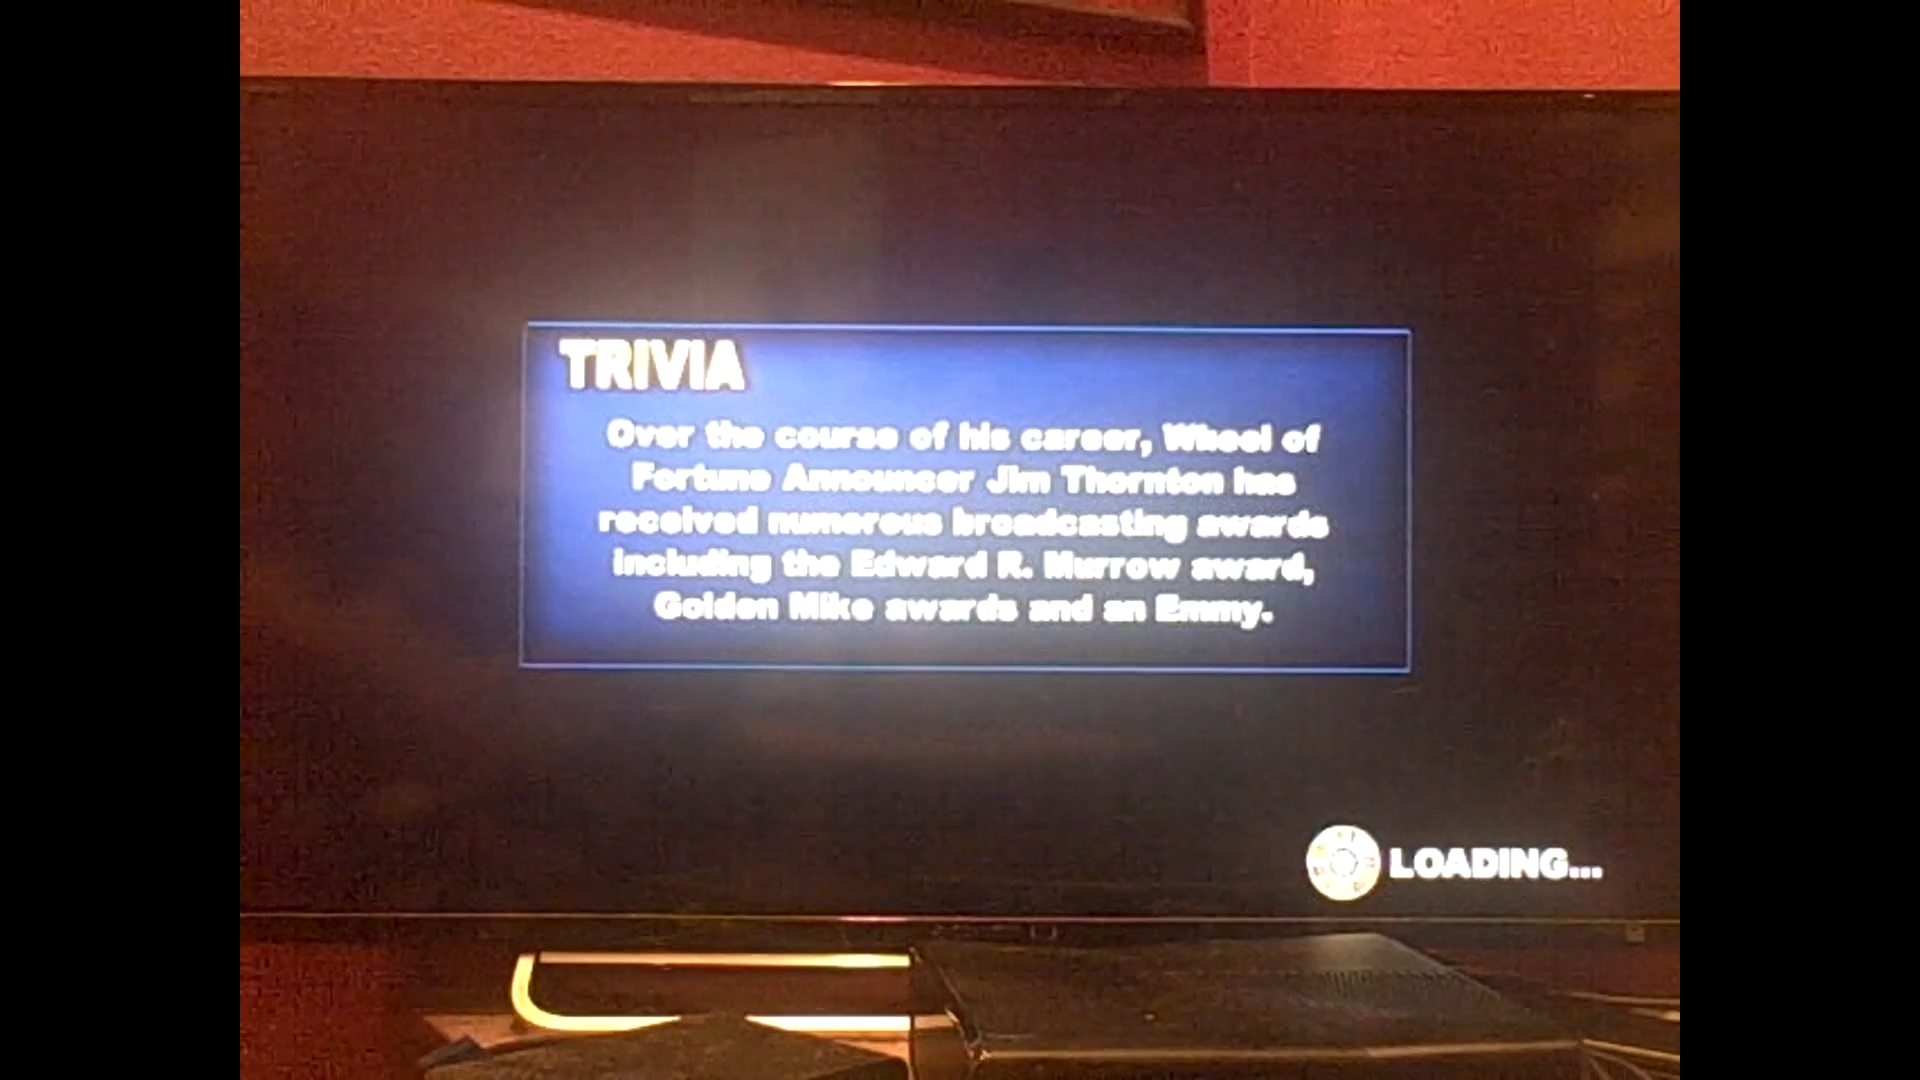 TRIVIA
Over the course of his career, Wheel of
Fortune Announcer Jim Thornton has
received numerous broadcasting awards
including the Edward R. Murrow award,
Golden Mike awards and an Emmy.
LOADING...